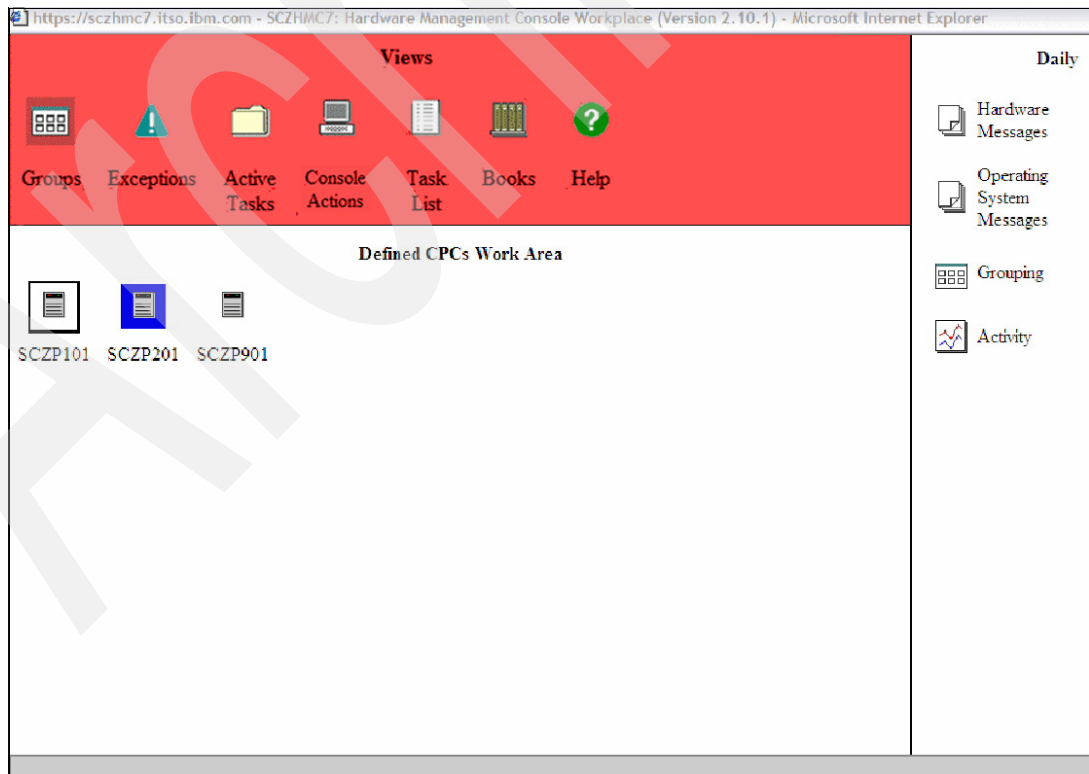 https://sczhmc7.itso.ibm.com - SCZHMC7: Hardware Management Console Workplace (Version 2.10.1) - Microsoft Internet Explorer
Views
Groups
Exceptions
Active
Tasks
Console
Actions
Task
List
Books
Help
Defined CPCs Work Area
SCZP101
SCZP201
SCZP901
Daily
Hardware
Messages
Operating
System
Messages
Grouping
Activity